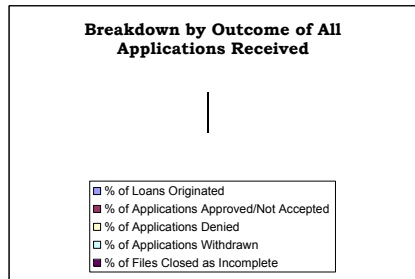 Breakdown by Outcome of All
Applications Received
% of Loans Originated
% of Applications Approved/Not Accepted
% of Applications Denied
% of Applications Withdrawn
% of Files Closed as Incomplete